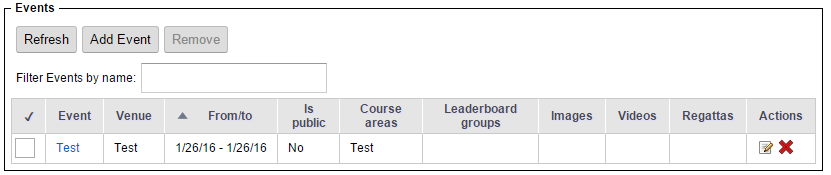 Events
Refresh Add Event Remove
Filter Events by name:
✓ Event Venue From/to Is public Course areas Leaderboard groups Images Videos Regattas Actions
Test Test 1/26/16 - 1/26/16 No Test